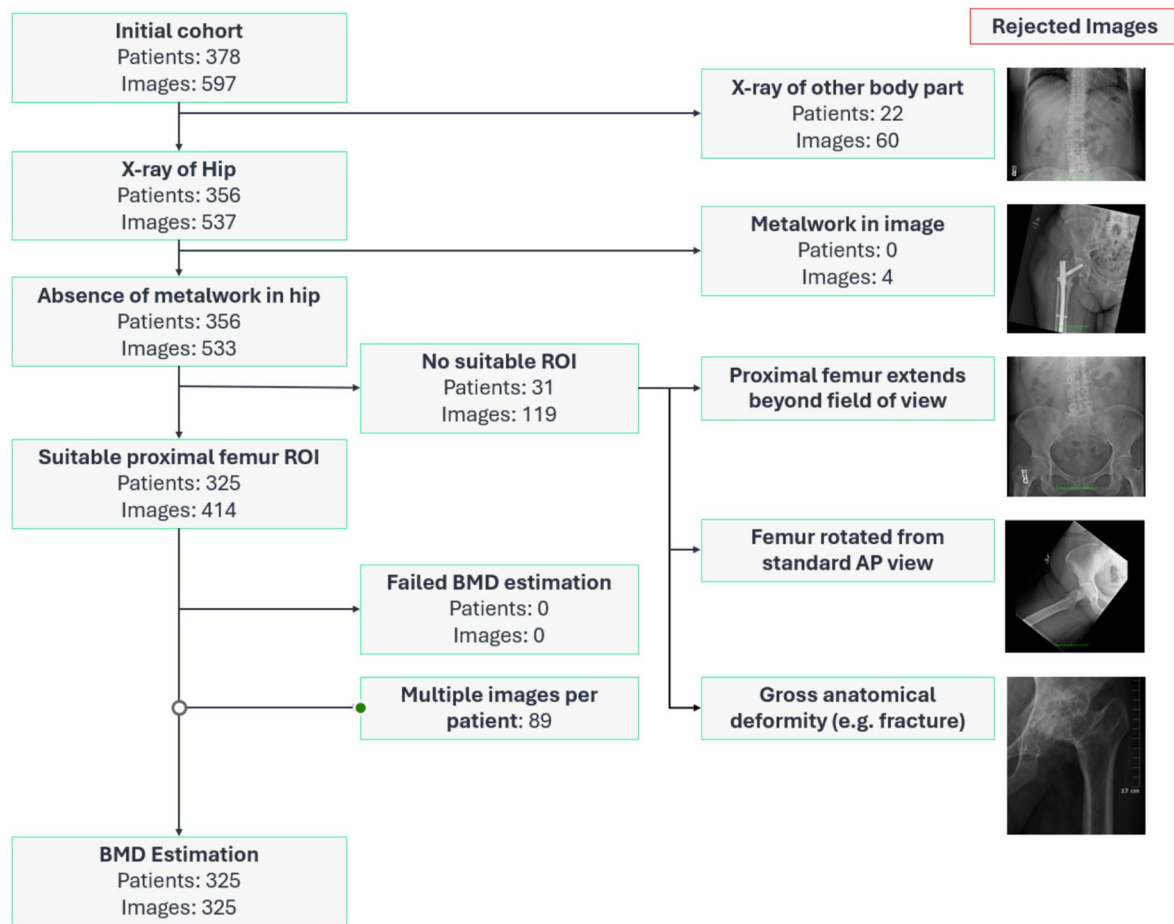 Initial cohort
Patients: 378
Images: 597
Rejected Images
X-ray of other body part
Patients: 22
Images: 60
X-ray of Hip
Patients: 356
Images: 537
Metalwork in image
Patients: 0
Images: 4
Absence of metalwork in hip
Patients: 356
Images: 533
No suitable ROI
Patients: 31
Images: 119
Proximal femur extends
beyond field of view
Suitable proximal femur ROI
Patients: 325
Images: 414
Femur rotated from
standard AP view
Failed BMD estimation
Patients: 0
Images: 0
Multiple images per
patient: 89
Gross anatomical
deformity (e.g. fracture)
17 cm
BMD Estimation
Patients: 325
Images: 325